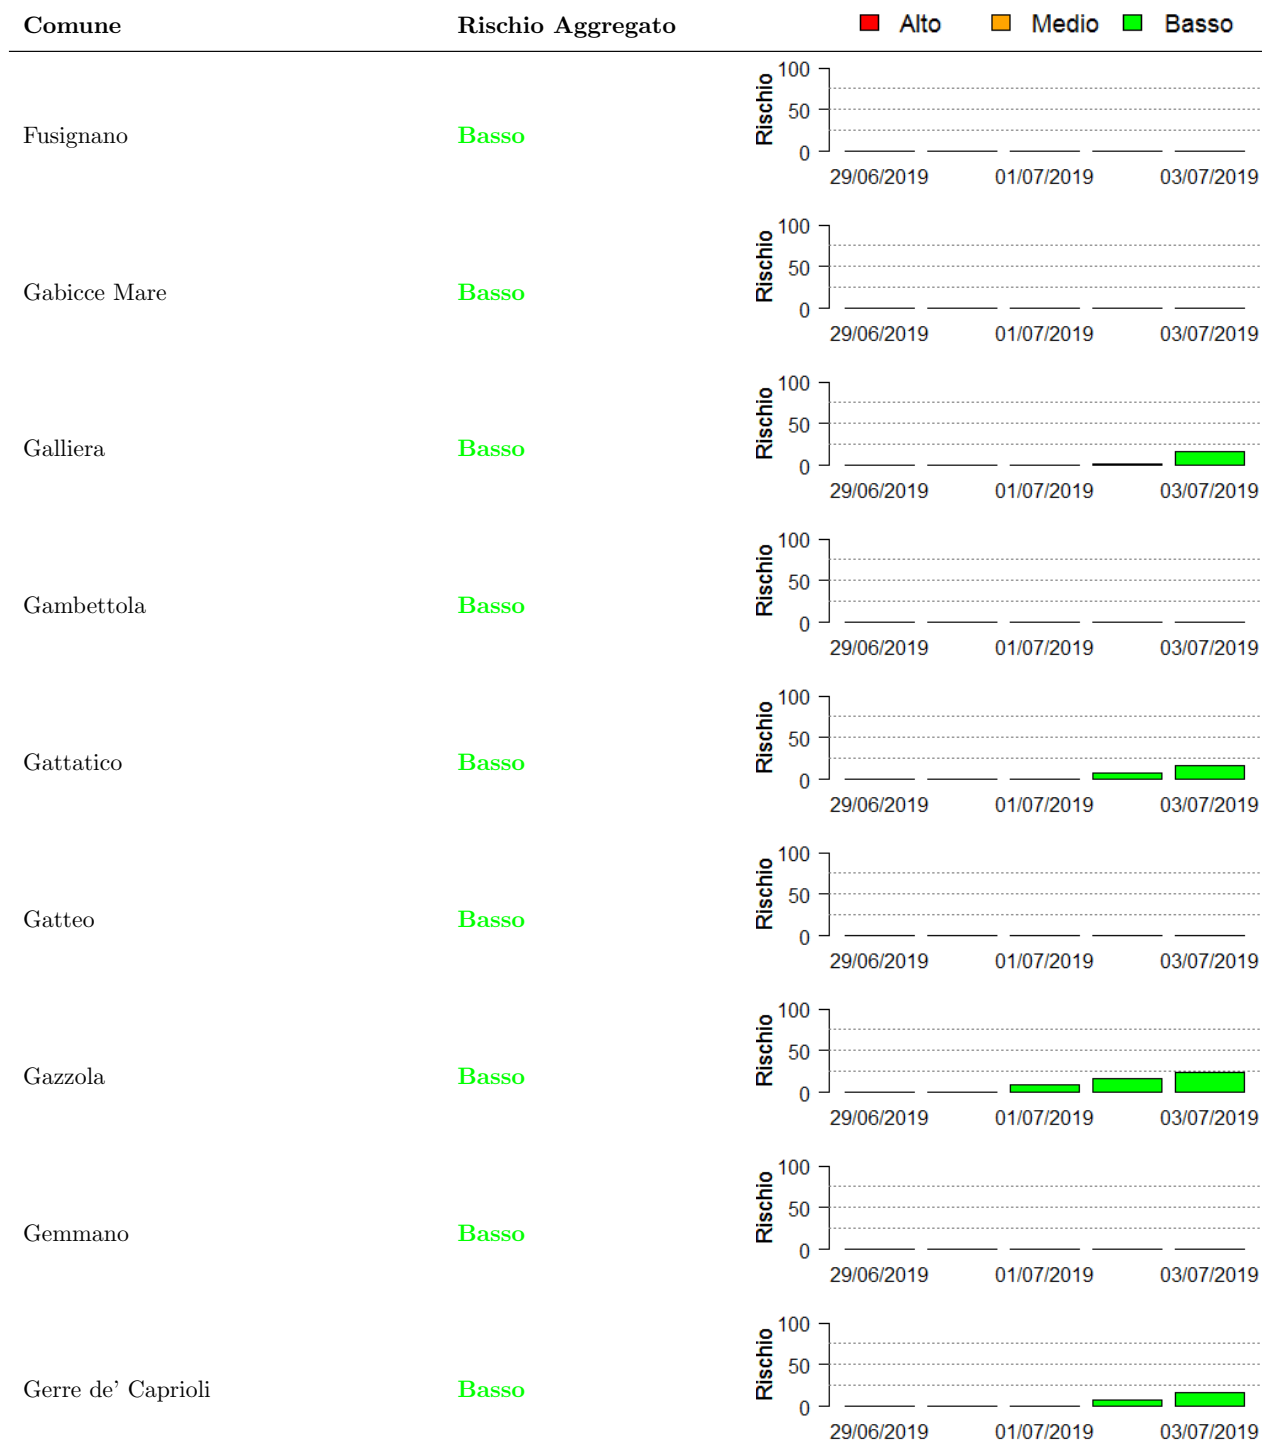 Comune Rischio Aggregato Alto Medio Basso
Fusignano Basso Rischio 100 50 0
29/06/2019 01/07/2019 03/07/2019
Gabicce Mare Basso Rischio 100 50 0
29/06/2019 01/07/2019 03/07/2019
Galliera Basso Rischio 100 50 0
29/06/2019 01/07/2019 03/07/2019
Gambettola Basso Rischio 100 50 0
29/06/2019 01/07/2019 03/07/2019
Gattatico Basso Rischio 100 50 0
29/06/2019 01/07/2019 03/07/2019
Gatteo Basso Rischio 100 50 0
29/06/2019 01/07/2019 03/07/2019
Gazzola Basso Rischio 100 50 0
29/06/2019 01/07/2019 03/07/2019
Gemmano Basso Rischio 100 50 0
29/06/2019 01/07/2019 03/07/2019
Gerre de' Caprioli Basso Rischio 100 50 0
29/06/2019 01/07/2019 03/07/2019